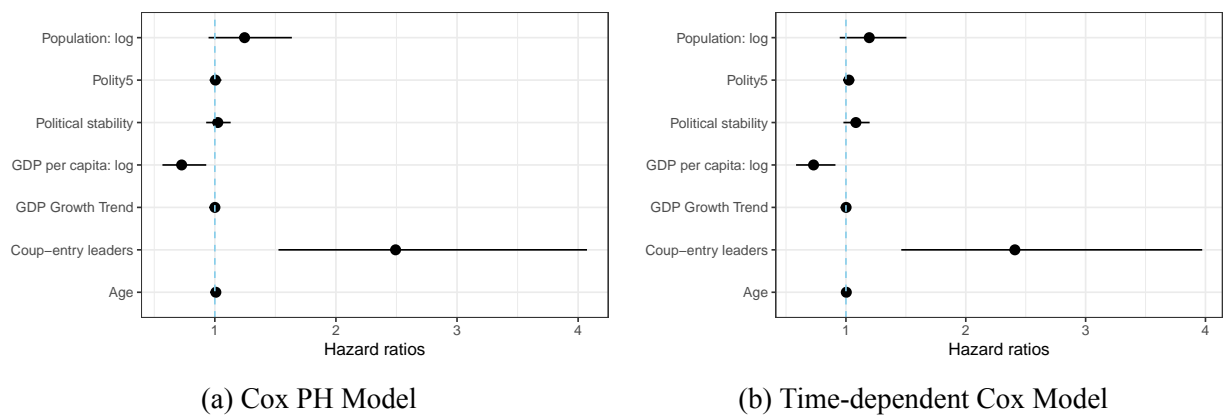 Population: log
Polity5
Political stability
GDP per capita: log
GDP Growth Trend
Coup−entry leaders
Age
1 2 3 4
Hazard ratios
(a) Cox PH Model
Population: log
Polity5
Political stability
GDP per capita: log
GDP Growth Trend
Coup−entry leaders
Age
1 2 3 4
Hazard ratios
(b) Time-dependent Cox Model